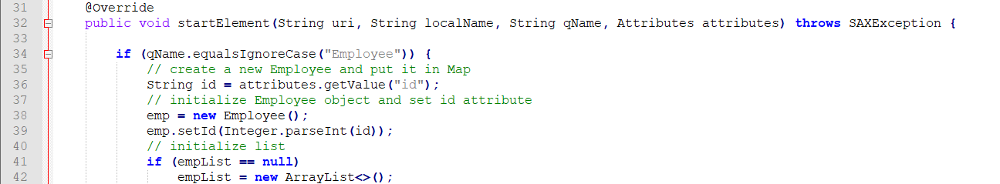 31 @Override
32 public void startElement(String uri, String localName, String qName, Attributes attributes) throws SAXException {
33
34 if (qName.equalsIgnoreCase("Employee")) {
35 // create a new Employee and put it in Map
36 String id = attributes.getValue("id");
37 // initialize Employee object and set id attribute
38 emp = new Employee();
39 emp.setId(Integer.parseInt(id));
40 // initialize list
41 if (empList == null)
42 empList = new ArrayList<>();